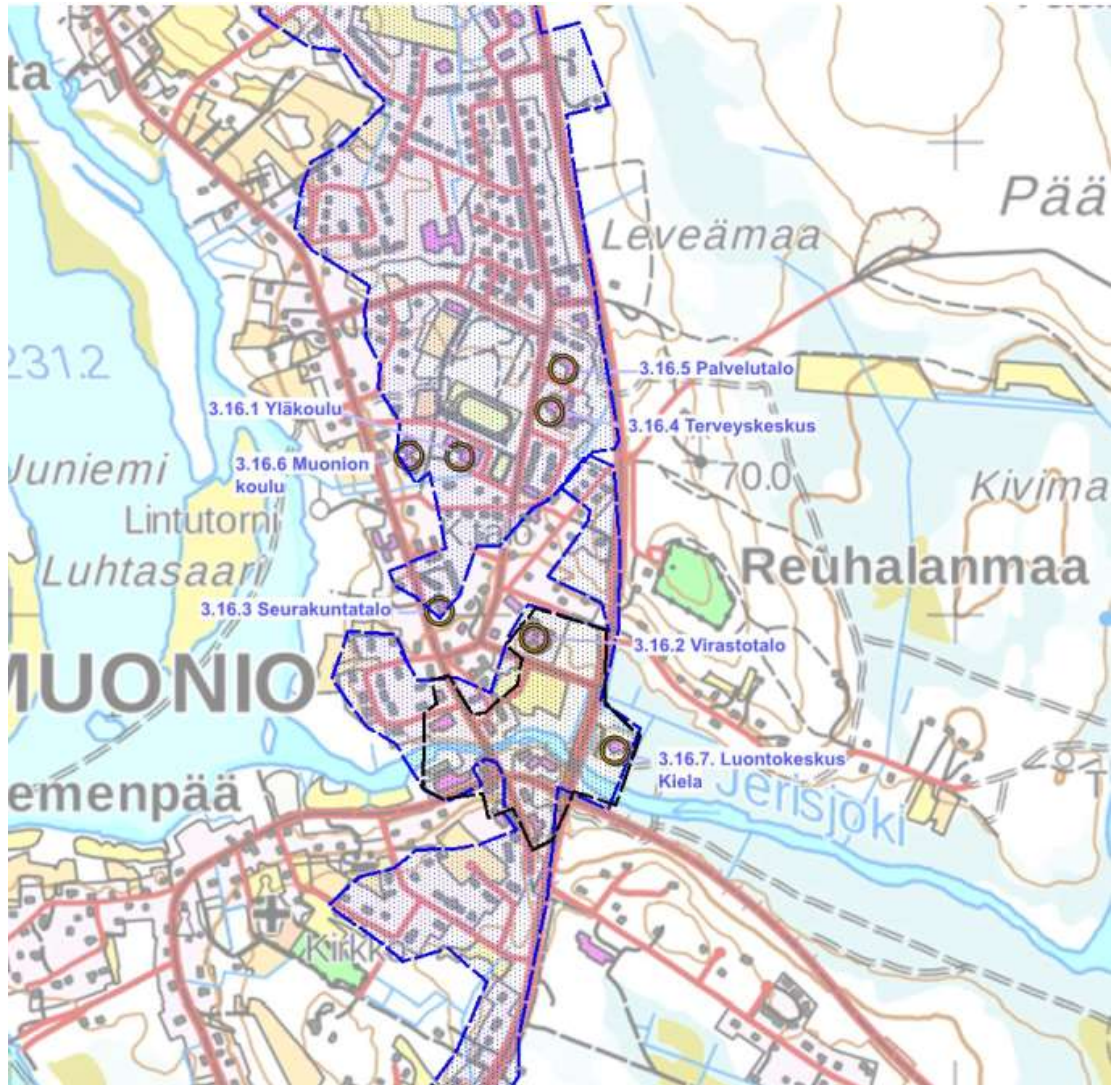 ta
Pää
Leveämaa
231.2
3.16.5 Palvelutalo
3.16.1 Yläkoulu
3.16.4 Terveyskeskus
3.16.6 Muonion
koulu
Juniemi
70.0
Kivima
Lintutorni
Luhtasaari
Reuhalanmaa
3.16.3 Seurakuntatalo
3.16.2 Virastotalo
MUONIO
3.16.7. Luontokeskus
Kiela
emenpää
Jerisjoki
Kirkko